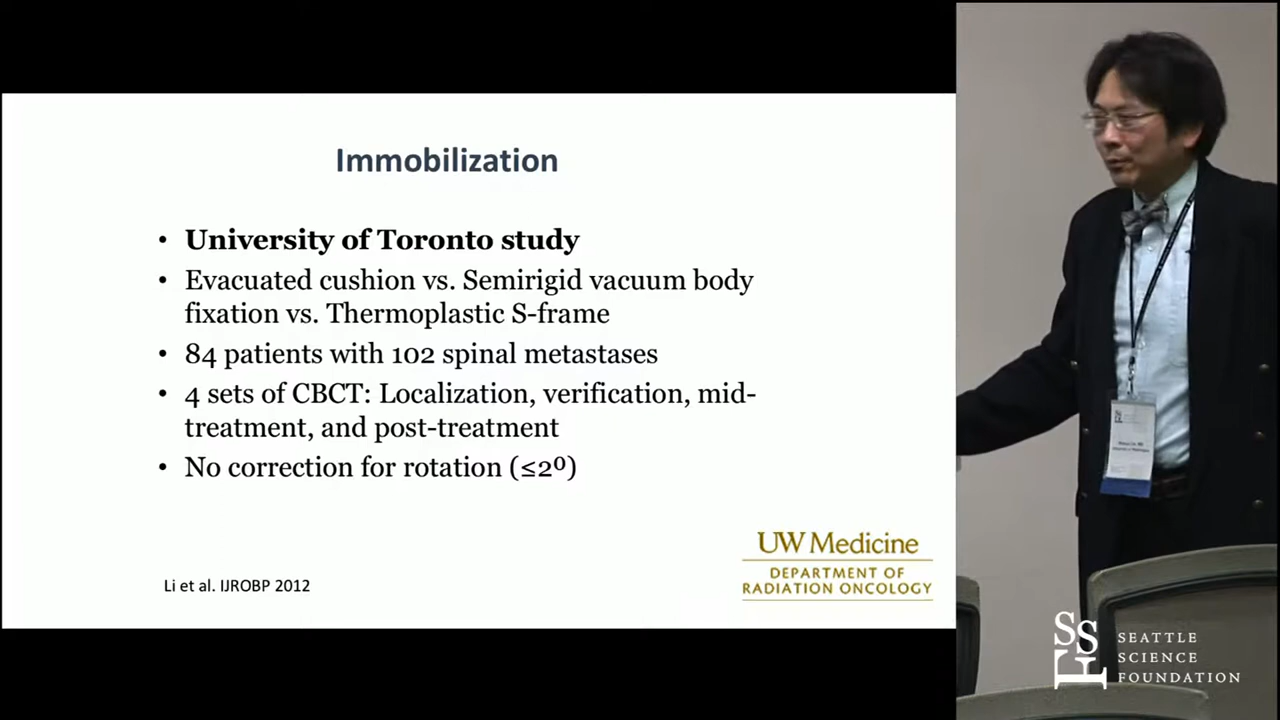 Immobilization
• University of Toronto study
• Evacuated cushion vs. Semirigid vacuum body
fixation vs. Thermoplastic S-frame
• 84 patients with 102 spinal metastases
• 4 sets of CBCT: Localization, verification, mid-
treatment, and post-treatment
• No correction for rotation (≤2º)
Li et al. IJROBP 2012
UW Medicine
DEPARTMENT OF
RADIATION ONCOLOGY
SSF
SEATTLE
SCIENCE
FOUNDATION